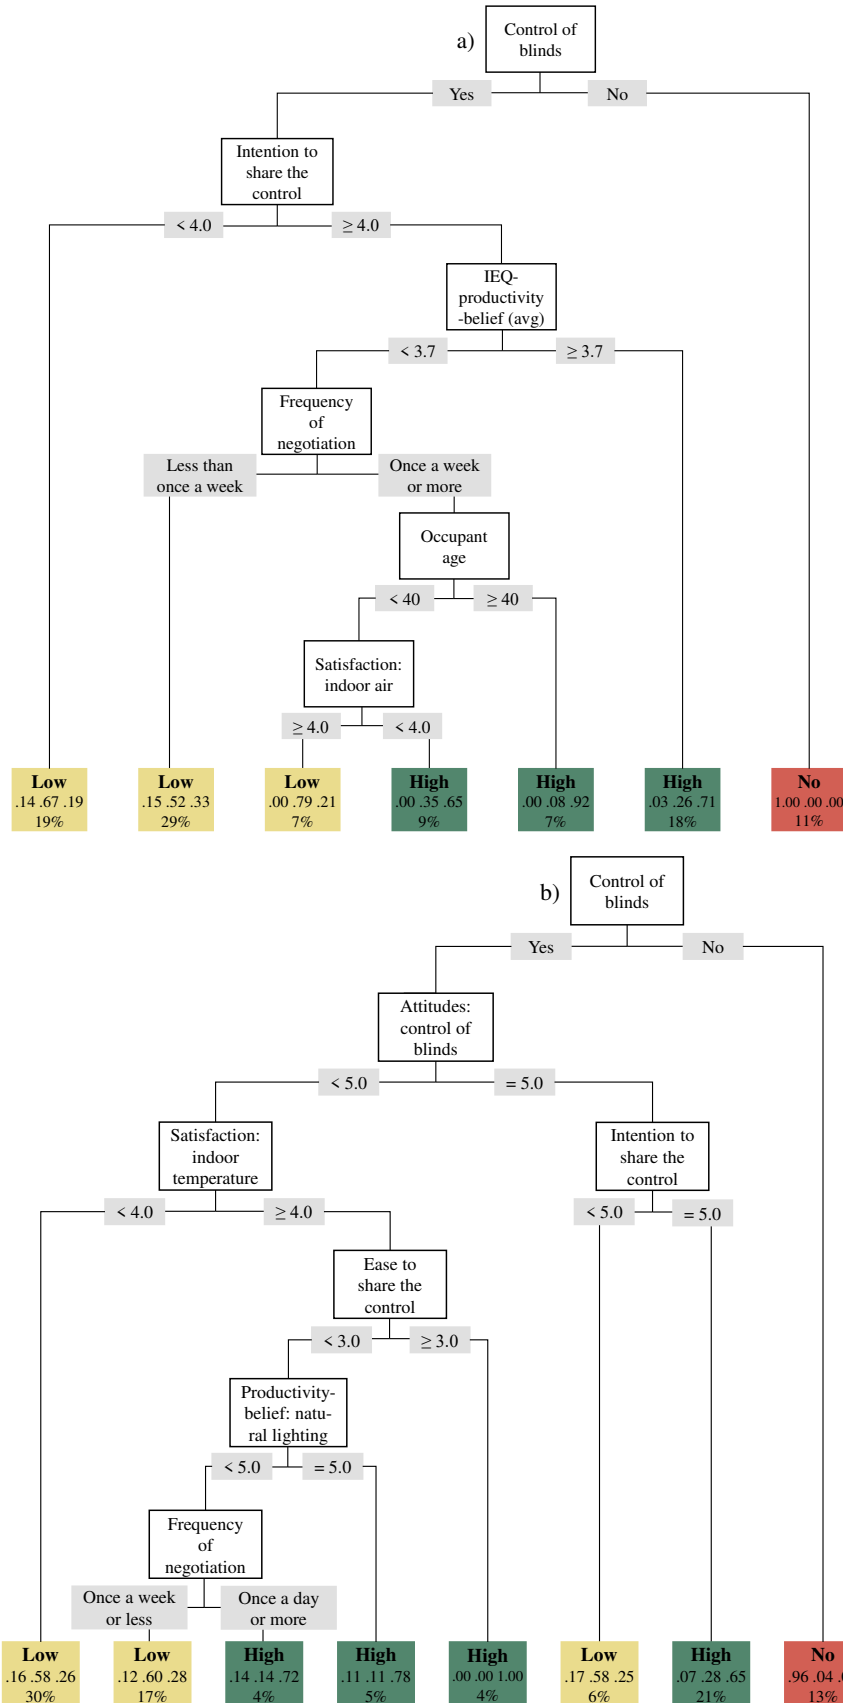 a)
Control of
blinds
Yes
No
Intention to
share the
control
< 4.0
≥ 4.0
IEQ-
productivity
-belief (avg)
< 3.7
≥ 3.7
Frequency
of
negotiation
Less than
once a week
Once a week
or more
Occupant
age
< 40
≥ 40
Satisfaction:
indoor air
≥ 4.0
< 4.0
Low
.14 .67 .19
19%
Low
.15 .52 .33
29%
Low
.00 .79 .21
7%
High
.00 .35 .65
9%
High
.00 .08 .92
7%
High
.03 .26 .71
18%
No
1.00 .00 .00
11%
b)
Control of
blinds
Yes
No
Attitudes:
control of
blinds
< 5.0
= 5.0
Satisfaction:
indoor
temperature
Intention to
share the
control
< 4.0
≥ 4.0
< 5.0
= 5.0
Ease to
share the
control
< 3.0
≥ 3.0
Productivity-
belief: natu-
ral lighting
< 5.0
= 5.0
Frequency
of
negotiation
Once a week
or less
Once a day
or more
Low
.16 .58 .26
30%
Low
.12 .60 .28
17%
High
.14 .14 .72
4%
High
.11 .11 .78
5%
High
.00 .00 1.00
4%
Low
.17 .58 .25
6%
High
.07 .28 .65
21%
No
.96 .04
13%